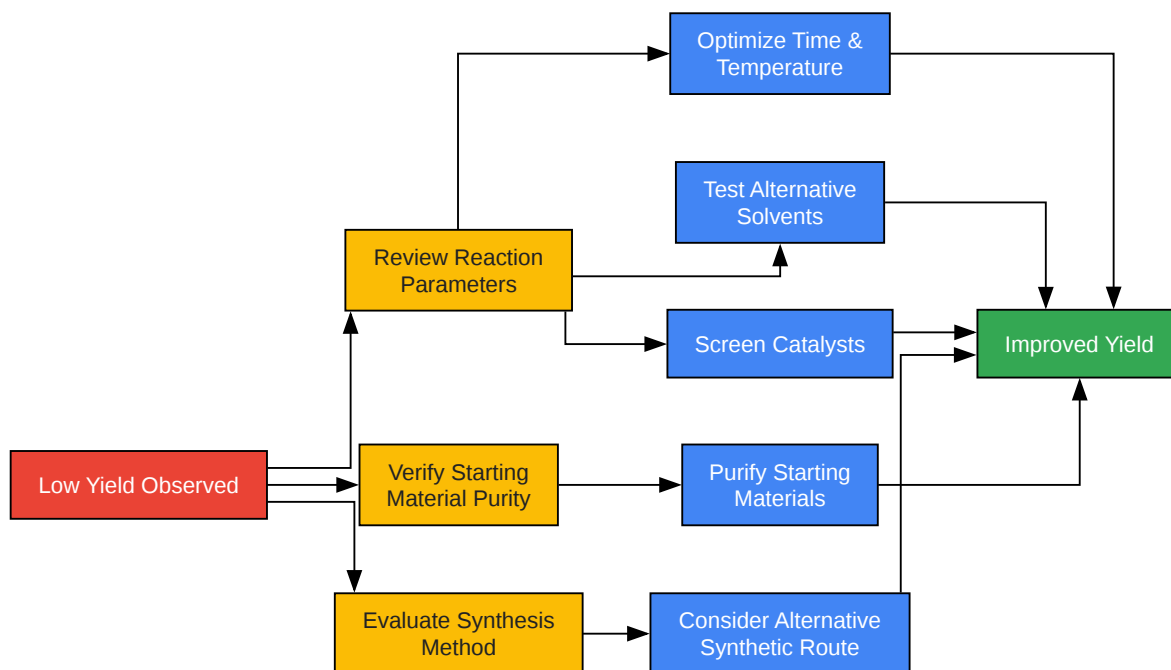 Optimize Time &
Temperature
Test Alternative
Solvents
Review Reaction
Parameters
Screen Catalysts
Improved Yield
Low Yield Observed
Verify Starting
Material Purity
Purify Starting
Materials
Evaluate Synthesis
Method
Consider Alternative
Synthetic Route